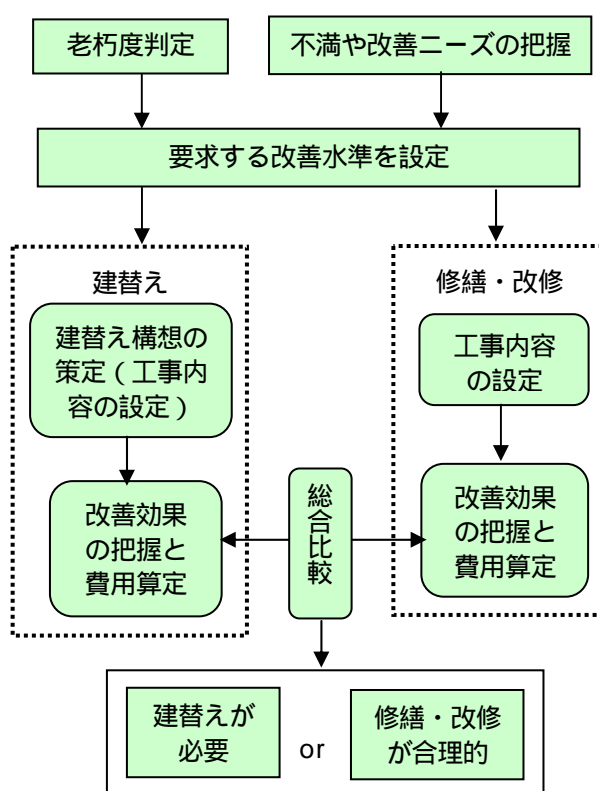 老朽度判定
不満や改善ニーズの把握
要求する改善水準を設定
建替え
建替え構想の
策定（工事内
容の設定）
改善効果
の把握と
費用算定
修繕・改修
工事内容
の設定
改善効果
の把握と
費用算定
総合比較
建替えが
必要
or
修繕・改修
が合理的